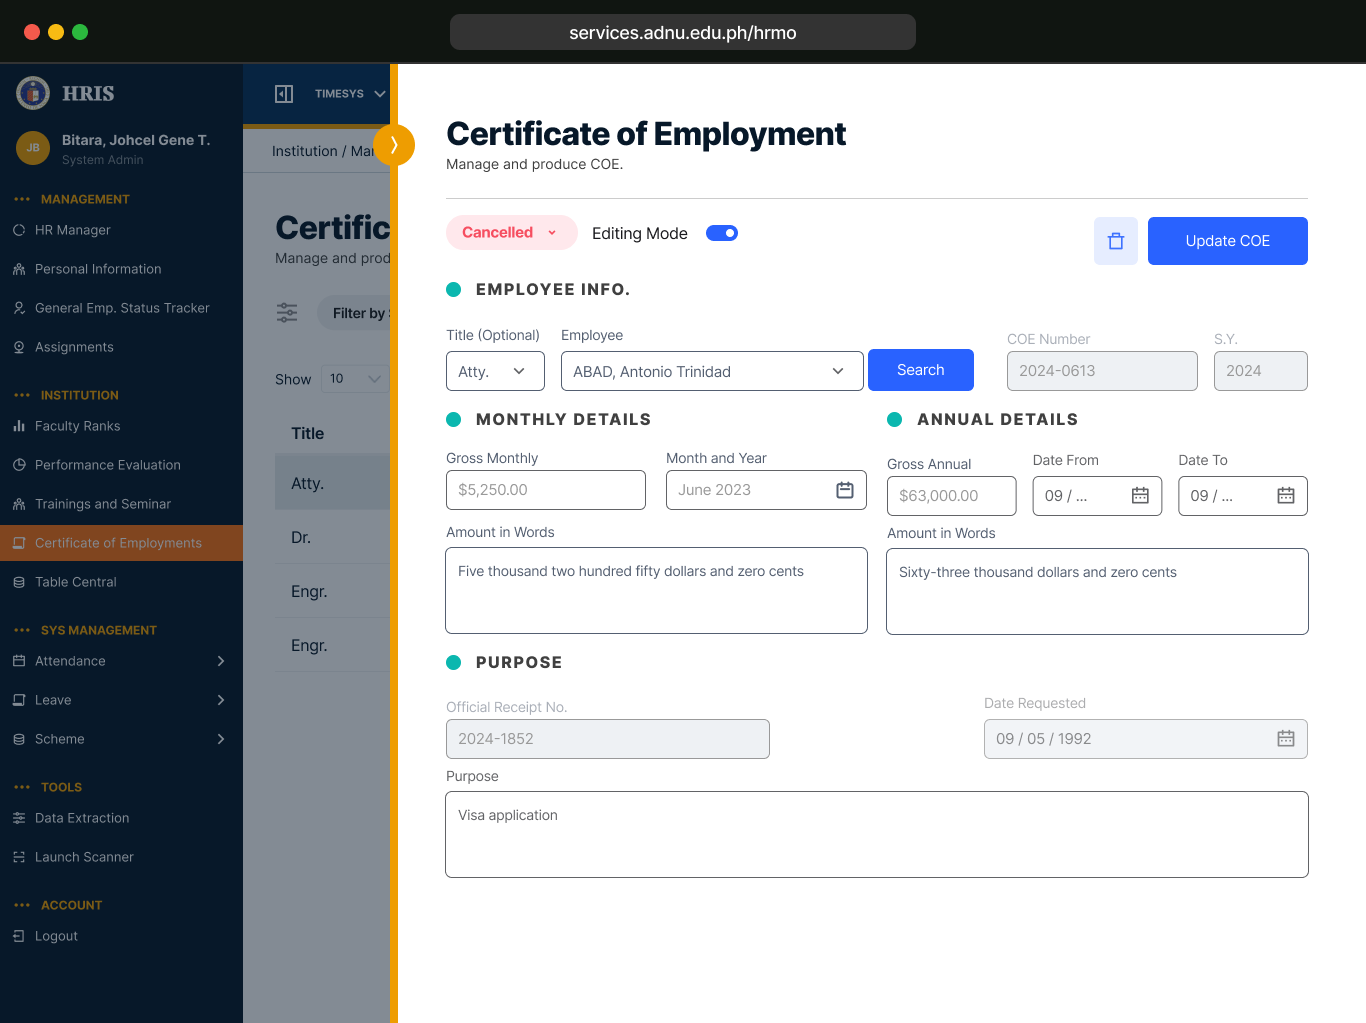 services.adnu.edu.ph/hrmo
HRIS
JB
Bitara, Johcel Gene T.
System Admin
MANAGEMENT
HR Manager
Personal Information
General Emp. Status Tracker
Assignments
INSTITUTION
Faculty Ranks
Performance Evaluation
Trainings and Seminar
Certificate of Employments
Table Central
SYS MANAGEMENT
Attendance
Leave
Scheme
TOOLS
Data Extraction
Launch Scanner
ACCOUNT
Logout
TIMESYS
Institution / Mar
Certific
Manage and prod
Filter by
Show 10
Title
Atty.
Dr.
Engr.
Engr.
Certificate of Employment
Manage and produce COE.
Cancelled Editing Mode Update COE
EMPLOYEE INFO.
Title (Optional) Employee COE Number S.Y.
Atty. ABAD, Antonio Trinidad Search 2024-0613 2024
MONTHLY DETAILS
Gross Monthly Month and Year
$5,250.00 June 2023
Amount in Words
Five thousand two hundred fifty dollars and zero cents
ANNUAL DETAILS
Gross Annual Date From Date To
$63,000.00 09 / ... 09 / ...
Amount in Words
Sixty-three thousand dollars and zero cents
PURPOSE
Official Receipt No. Date Requested
2024-1852 09 / 05 / 1992
Purpose
Visa application